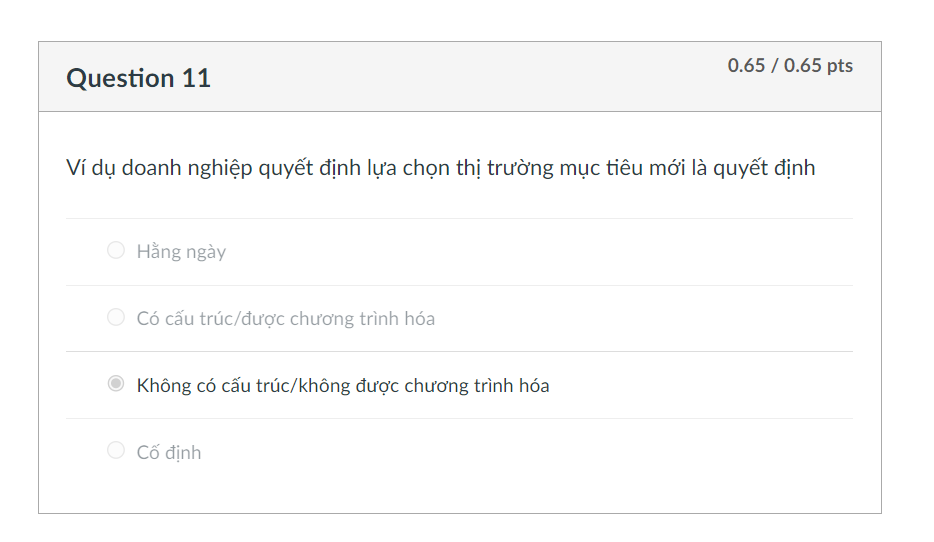 Question 11
0.65 / 0.65 pts
Ví dụ doanh nghiệp quyết định lựa chọn thị trường mục tiêu mới là quyết định
Hằng ngày
Có cấu trúc/được chương trình hóa
Không có cấu trúc/không được chương trình hóa
Cố định